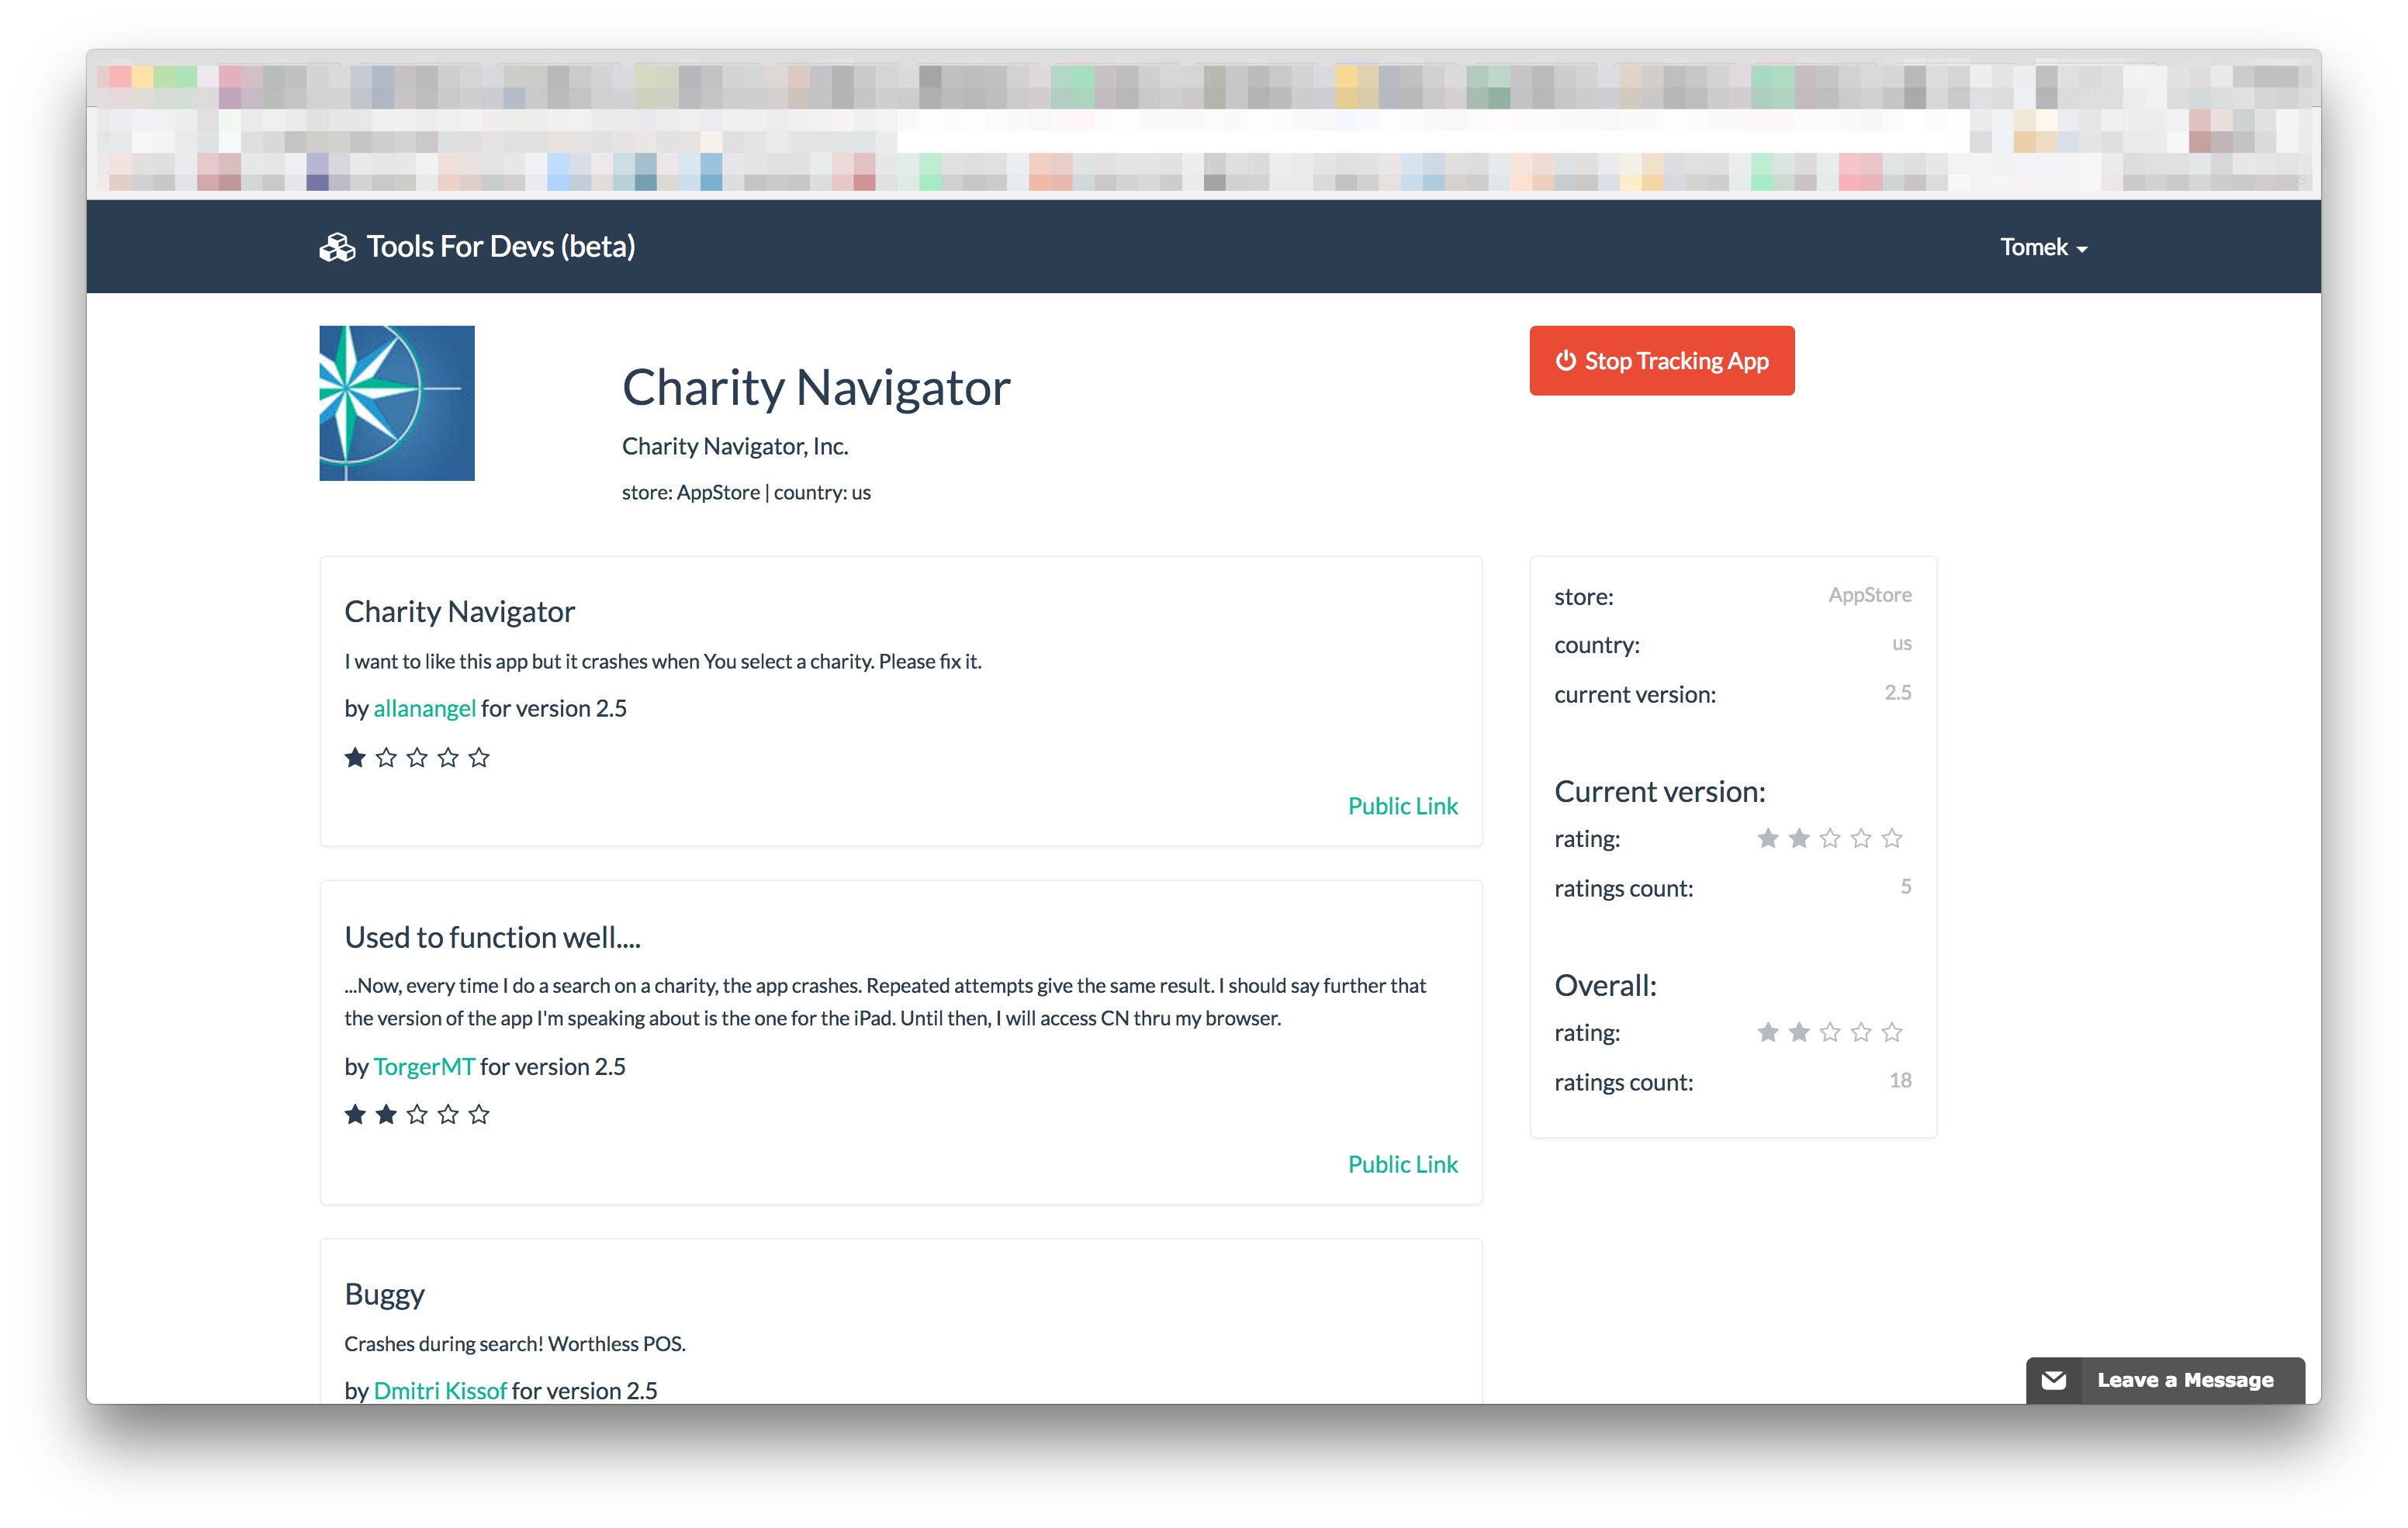 Tools For Devs (beta)
Tomek
Charity Navigator
Charity Navigator, Inc.
store: AppStore | country: us
Stop Tracking App
Charity Navigator
I want to like this app but it crashes when You select a charity. Please fix it.
by allanangel for version 2.5
Public Link
Used to function well....
...Now, every time I do a search on a charity, the app crashes. Repeated attempts give the same result. I should say further that
the version of the app I'm speaking about is the one for the iPad. Until then, I will access CN thru my browser.
by TorgerMT for version 2.5
Public Link
Buggy
Crashes during search! Worthless POS.
by Dmitri Kissof for version 2.5
store: AppStore
country: us
current version: 2.5
Current version:
rating:
ratings count: 5
Overall:
rating:
ratings count: 18
Leave a Message